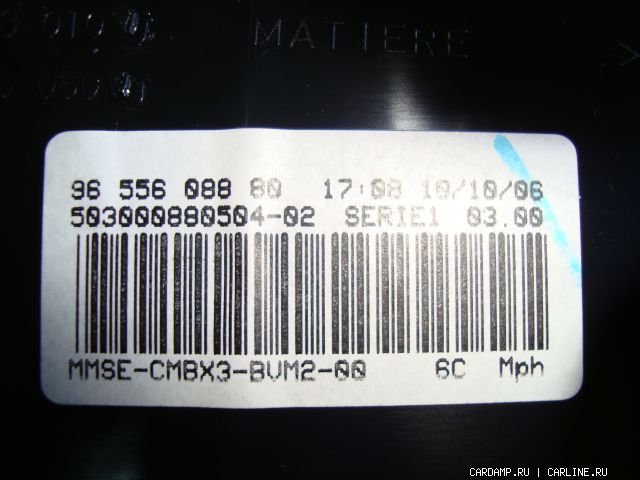 MATIERE
96 556 088 80 17:08 10/10/06
503000880504-02 SERIE1 03.00
MMSE-CMBX3-BVM2-00 6C Mph
CARDAMP.RU | CARLINE.RU